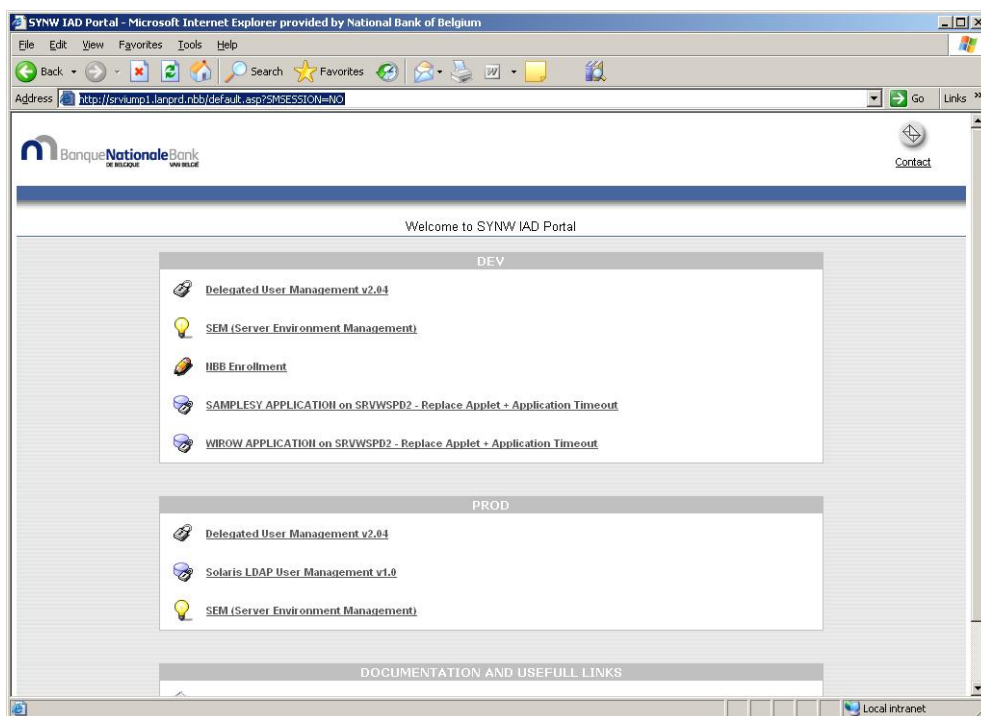 SYNW IAD Portal - Microsoft Internet Explorer provided by National Bank of Belgium
File Edit View Favorites Tools Help
Back Search Favorites
Address http://srviump1.lanprd.nbb/default.asp?SMSESSION=NO Go Links »
BanqueNationaleBank
DE BELGIQUE VAN BELGIË
Contact
Welcome to SYNW IAD Portal
DEV
Delegated User Management v2.04
SEM (Server Environment Management)
NBB Enrollment
SAMPLESY APPLICATION on SRVWSPD2 - Replace Applet + Application Timeout
WIROW APPLICATION on SRVWSPD2 - Replace Applet + Application Timeout
PROD
Delegated User Management v2.04
Solaris LDAP User Management v1.0
SEM (Server Environment Management)
DOCUMENTATION AND USEFULL LINKS
Local intranet